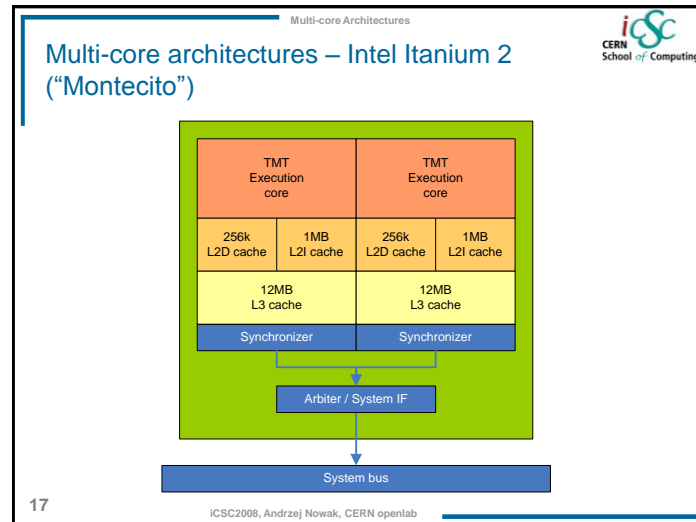 Multi-core Architectures
iCSC
CERN
School of Computing
Multi-core architectures – Intel Itanium 2
("Montecito")
TMT
Execution
core
TMT
Execution
core
256k
L2D cache
1MB
L2I cache
256k
L2D cache
1MB
L2I cache
12MB
L3 cache
12MB
L3 cache
Synchronizer
Synchronizer
Arbiter / System IF
System bus
17
iCSC2008, Andrzej Nowak, CERN openlab